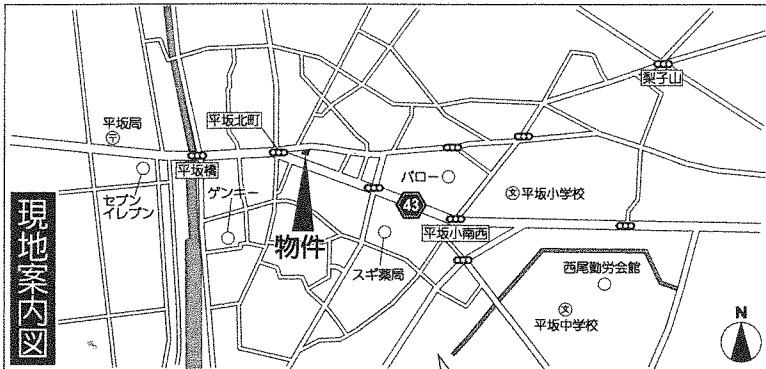 現地案内図
平坂局
〒
セブン
イレブン
平坂橋
平坂北町
ゲンキー
物件
43
バロー
スギ薬局
文
平坂小学校
平坂小南西
梨子山
西尾勤労会館
文
平坂中学校
N